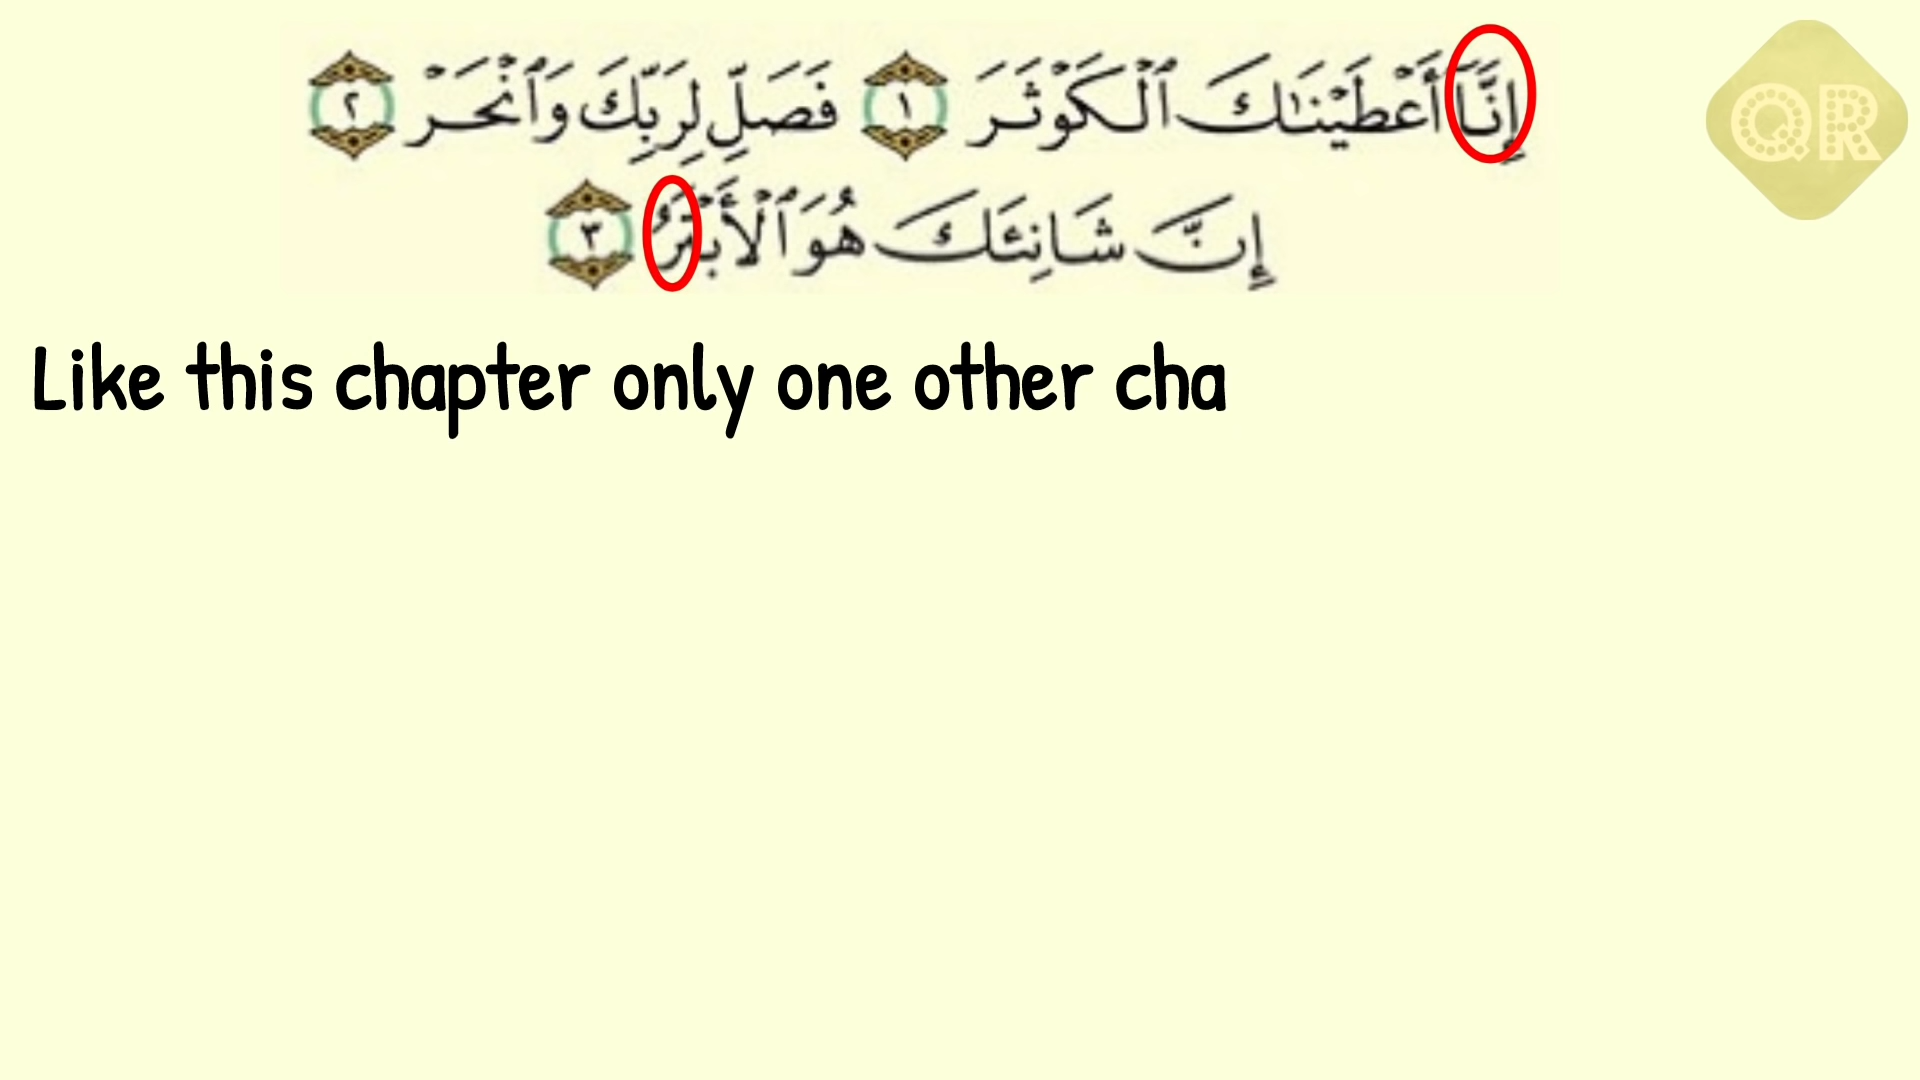 إِنَّآ أَعْطَيْنَٰكَ ٱلْكَوْثَرَ ١ فَصَلِّ لِرَبِّكَ وَٱنْحَرْ ٢
إِنَّ شَانِئَكَ هُوَ ٱلْأَبْتَرُ ٣
QR
Like this chapter only one other cha